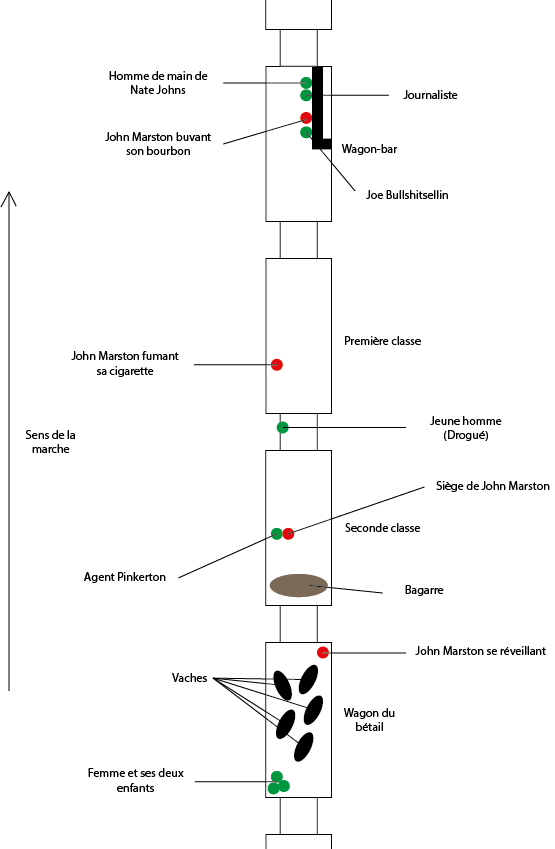 Homme de main de
Nate Johns
Journaliste
John Marston buvant
son bourbon
Wagon-bar
Joe Bullshitsellin
Première classe
John Marston fumant
sa cigarette
Jeune homme
(Drogué)
Sens de la
marche
Siège de John Marston
Seconde classe
Agent Pinkerton
Bagarre
John Marston se réveillant
Vaches
Wagon du
bétail
Femme et ses deux
enfants